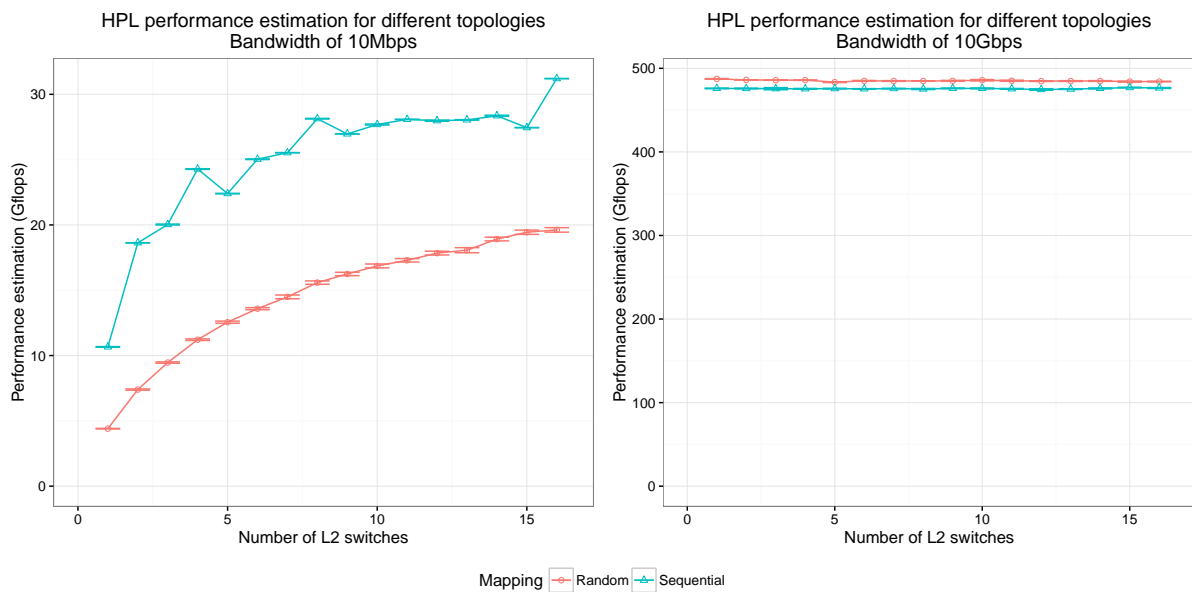 HPL performance estimation for different topologies
Bandwidth of 10Mbps
30
20
10
0
Performance estimation (Gflops)
0 5 10 15
Number of L2 switches
HPL performance estimation for different topologies
Bandwidth of 10Gbps
500
400
300
200
100
0
Performance estimation (Gflops)
0 5 10 15
Number of L2 switches
Mapping Random Sequential